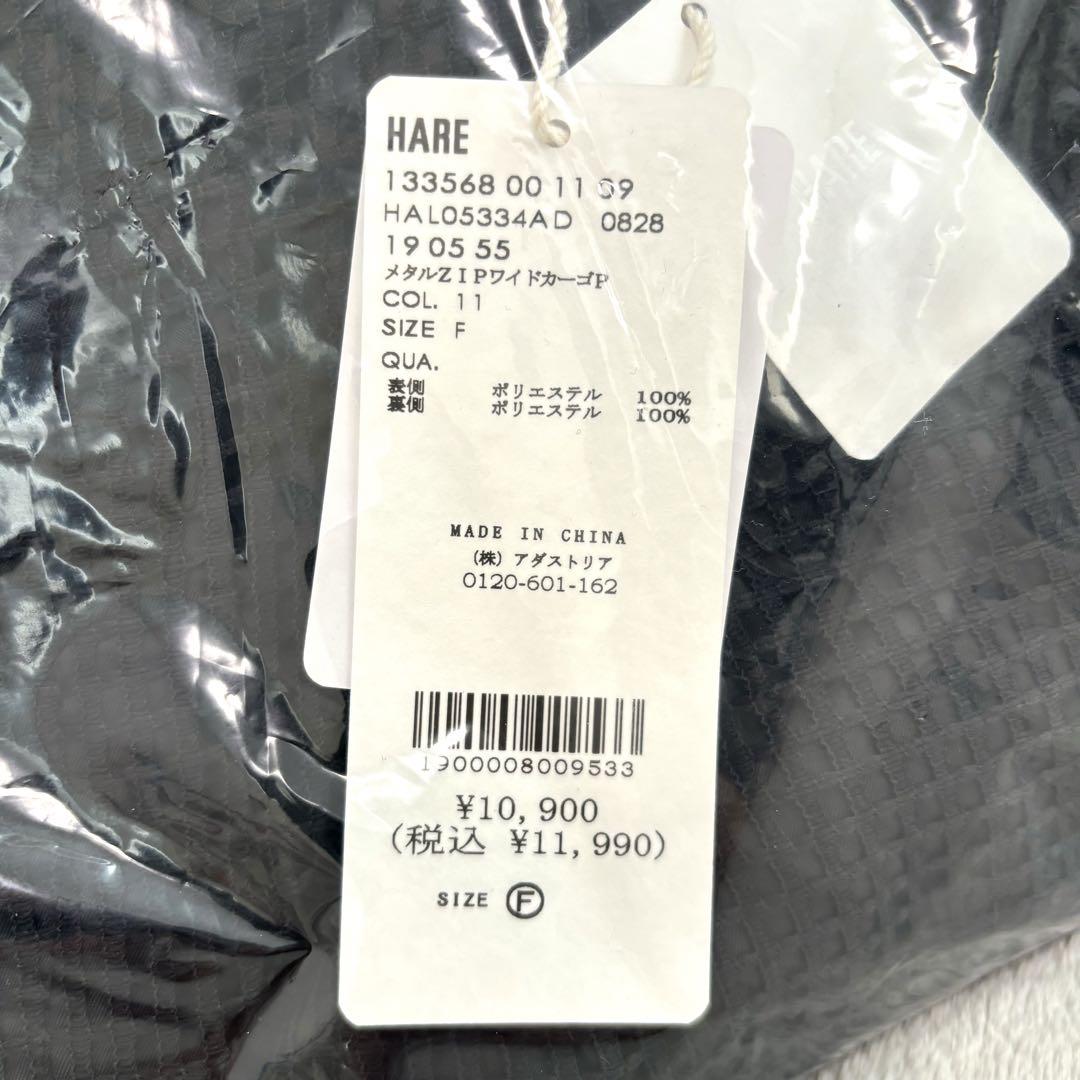 HARE
133568 00 11 09
HAL05334AD 0828
19 05 55
メタルZIPワイドカーゴP
COL. 11
SIZE F
QUA.
表側 ポリエステル 100%
裏側 ポリエステル 100%
MADE IN CHINA
(株) アダストリア
0120-601-162
1900008009533
¥10,900
(税込 ¥11,990)
SIZE F
HARE